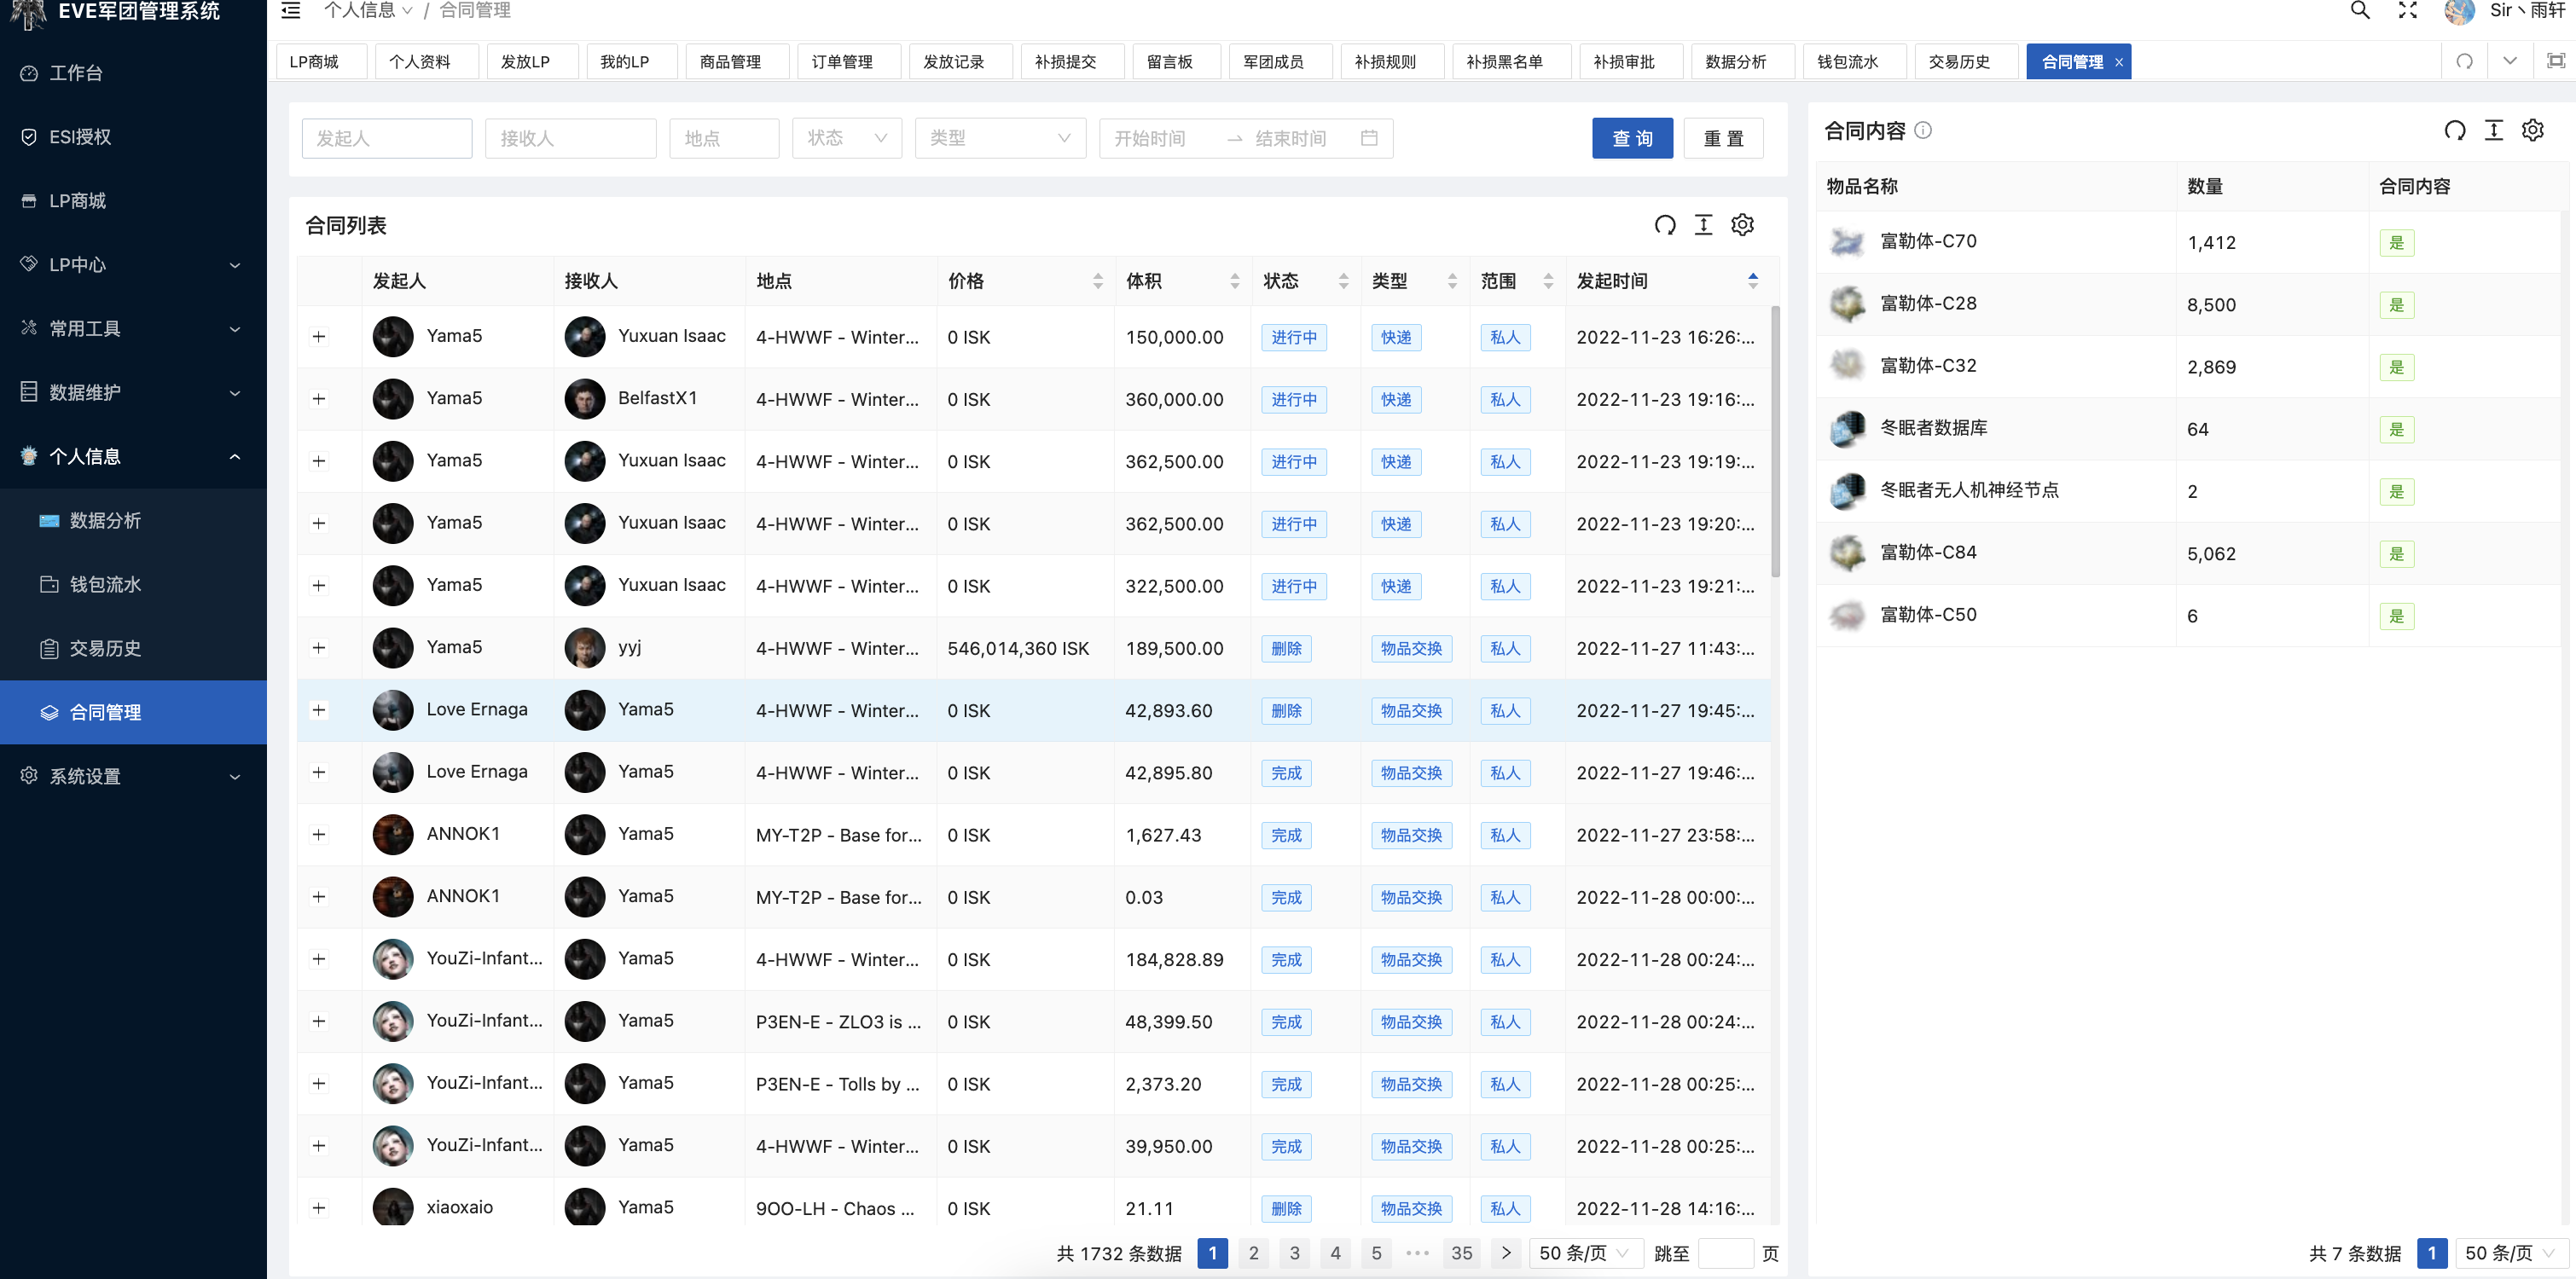 EVE军团管理系统
个人信息 / 合同管理
Sir丶雨轩
LP商城 个人资料 发放LP 我的LP 商品管理 订单管理 发放记录 补损提交 留言板 军团成员 补损规则 补损黑名单 补损审批 数据分析 钱包流水 交易历史 合同管理 ×
工作台
ESI授权
LP商城
LP中心
常用工具
数据维护
个人信息
数据分析
钱包流水
交易历史
合同管理
系统设置
发起人 接收人 地点 状态 类型 开始时间 → 结束时间 查 询 重 置
合同列表
发起人 接收人 地点 价格 体积 状态 类型 范围 发起时间
+ Yama5 Yuxuan Isaac 4-HWWF - Winter... 0 ISK 150,000.00 进行中 快递 私人 2022-11-23 16:26:...
+ Yama5 BelfastX1 4-HWWF - Winter... 0 ISK 360,000.00 进行中 快递 私人 2022-11-23 19:16:...
+ Yama5 Yuxuan Isaac 4-HWWF - Winter... 0 ISK 362,500.00 进行中 快递 私人 2022-11-23 19:19:...
+ Yama5 Yuxuan Isaac 4-HWWF - Winter... 0 ISK 362,500.00 进行中 快递 私人 2022-11-23 19:20:...
+ Yama5 Yuxuan Isaac 4-HWWF - Winter... 0 ISK 322,500.00 进行中 快递 私人 2022-11-23 19:21:...
+ Yama5 yyj 4-HWWF - Winter... 546,014,360 ISK 189,500.00 删除 物品交换 私人 2022-11-27 11:43:...
+ Love Ernaga Yama5 4-HWWF - Winter... 0 ISK 42,893.60 删除 物品交换 私人 2022-11-27 19:45:...
+ Love Ernaga Yama5 4-HWWF - Winter... 0 ISK 42,895.80 完成 物品交换 私人 2022-11-27 19:46:...
+ ANNOK1 Yama5 MY-T2P - Base for... 0 ISK 1,627.43 完成 物品交换 私人 2022-11-27 23:58:...
+ ANNOK1 Yama5 MY-T2P - Base for... 0 ISK 0.03 完成 物品交换 私人 2022-11-28 00:00:...
+ YouZi-Infant... Yama5 4-HWWF - Winter... 0 ISK 184,828.89 完成 物品交换 私人 2022-11-28 00:24:...
+ YouZi-Infant... Yama5 P3EN-E - ZLO3 is ... 0 ISK 48,399.50 完成 物品交换 私人 2022-11-28 00:24:...
+ YouZi-Infant... Yama5 P3EN-E - Tolls by ... 0 ISK 2,373.20 完成 物品交换 私人 2022-11-28 00:25:...
+ YouZi-Infant... Yama5 4-HWWF - Winter... 0 ISK 39,950.00 完成 物品交换 私人 2022-11-28 00:25:...
+ xiaoxaio Yama5 9OO-LH - Chaos ... 0 ISK 21.11 删除 物品交换 私人 2022-11-28 14:16:...
共 1732 条数据 1 2 3 4 5 ••• 35 > 50 条/页 跳至 页
合同内容
物品名称 数量 合同内容
富勒体-C70 1,412 是
富勒体-C28 8,500 是
富勒体-C32 2,869 是
冬眠者数据库 64 是
冬眠者无人机神经节点 2 是
富勒体-C84 5,062 是
富勒体-C50 6 是
共 7 条数据 1 50 条/页